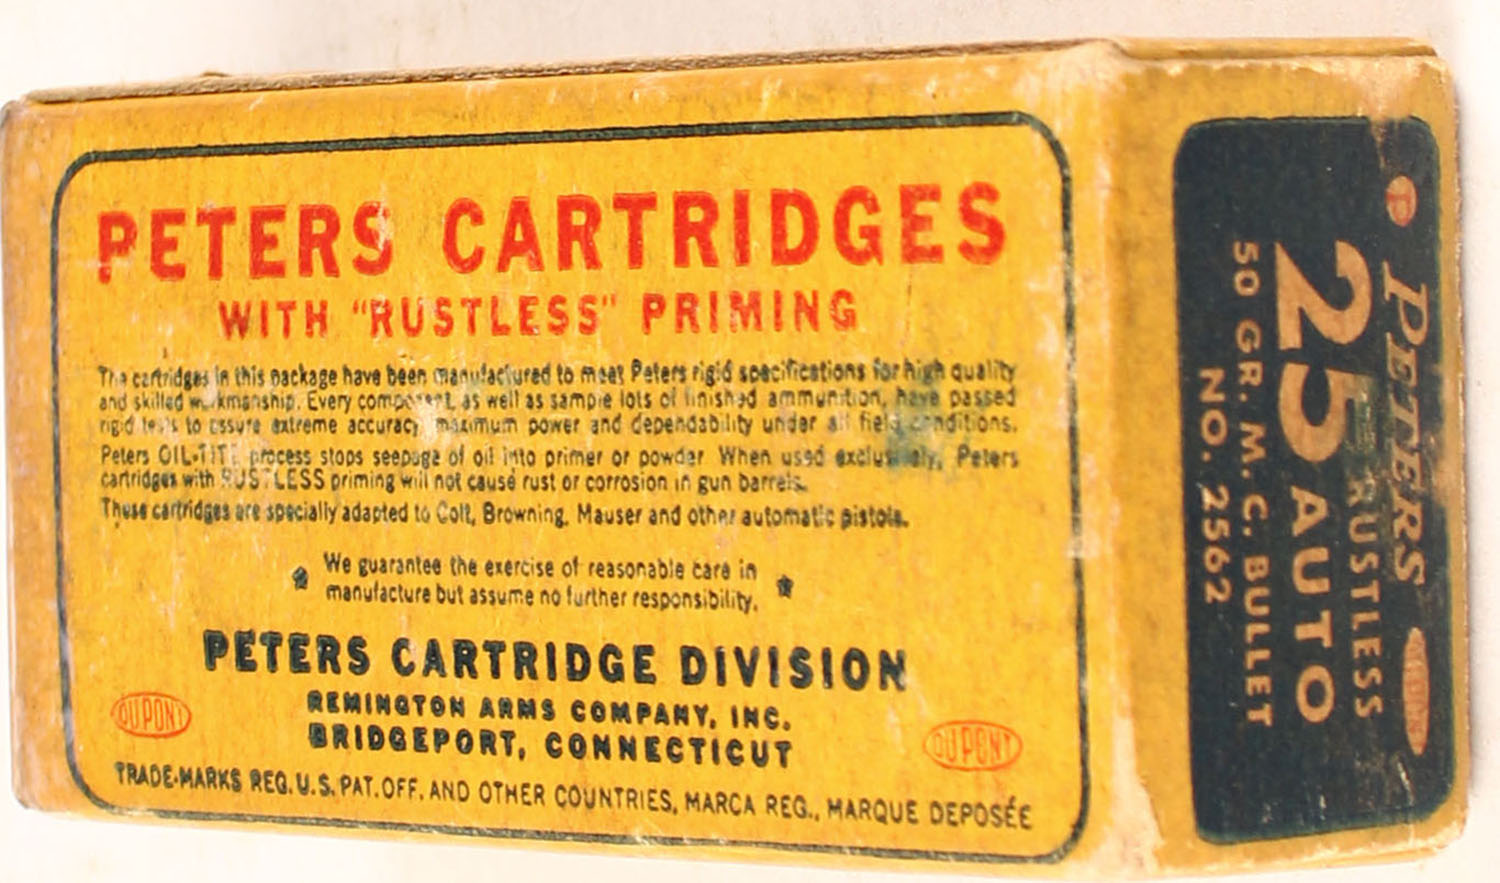 PETERS CARTRIDGES
WITH "RUSTLESS" PRIMING
The cartridges in this package have been manufactured to meet Peters rigid specifications for high quality
and skilled workmanship. Every component, as well as sample lots of finished ammunition, have passed
rigid tests to assure extreme accuracy, maximum power and dependability under all field conditions.
Peters OIL-TITE process stops seepage of oil into primer or powder. When used exclusively, Peters
cartridges with RUSTLESS priming will not cause rust or corrosion in gun barrels.
These cartridges are specially adapted to Colt, Browning, Mauser and other automatic pistols.
We guarantee the exercise of reasonable care in
manufacture but assume no further responsibility.
PETERS CARTRIDGE DIVISION
REMINGTON ARMS COMPANY, INC.
BRIDGEPORT, CONNECTICUT
DU PONT
DU PONT
TRADE-MARKS REG. U.S. PAT. OFF. AND OTHER COUNTRIES, MARCA REG., MARQUE DEPOSÉE
P PETERS DU PONT
RUSTLESS
25 AUTO
50 GR. M.C. BULLET
NO. 2562